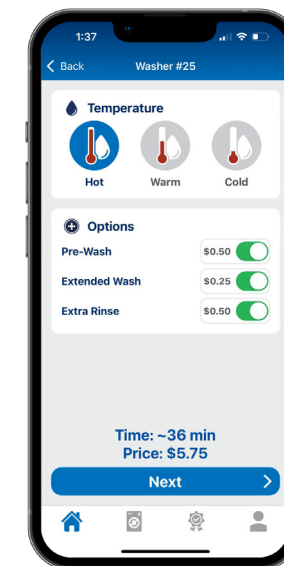 1:37
Back Washer #25
Temperature
Hot Warm Cold
Options
Pre-Wash $0.50
Extended Wash $0.25
Extra Rinse $0.50
Time: ~36 min
Price: $5.75
Next